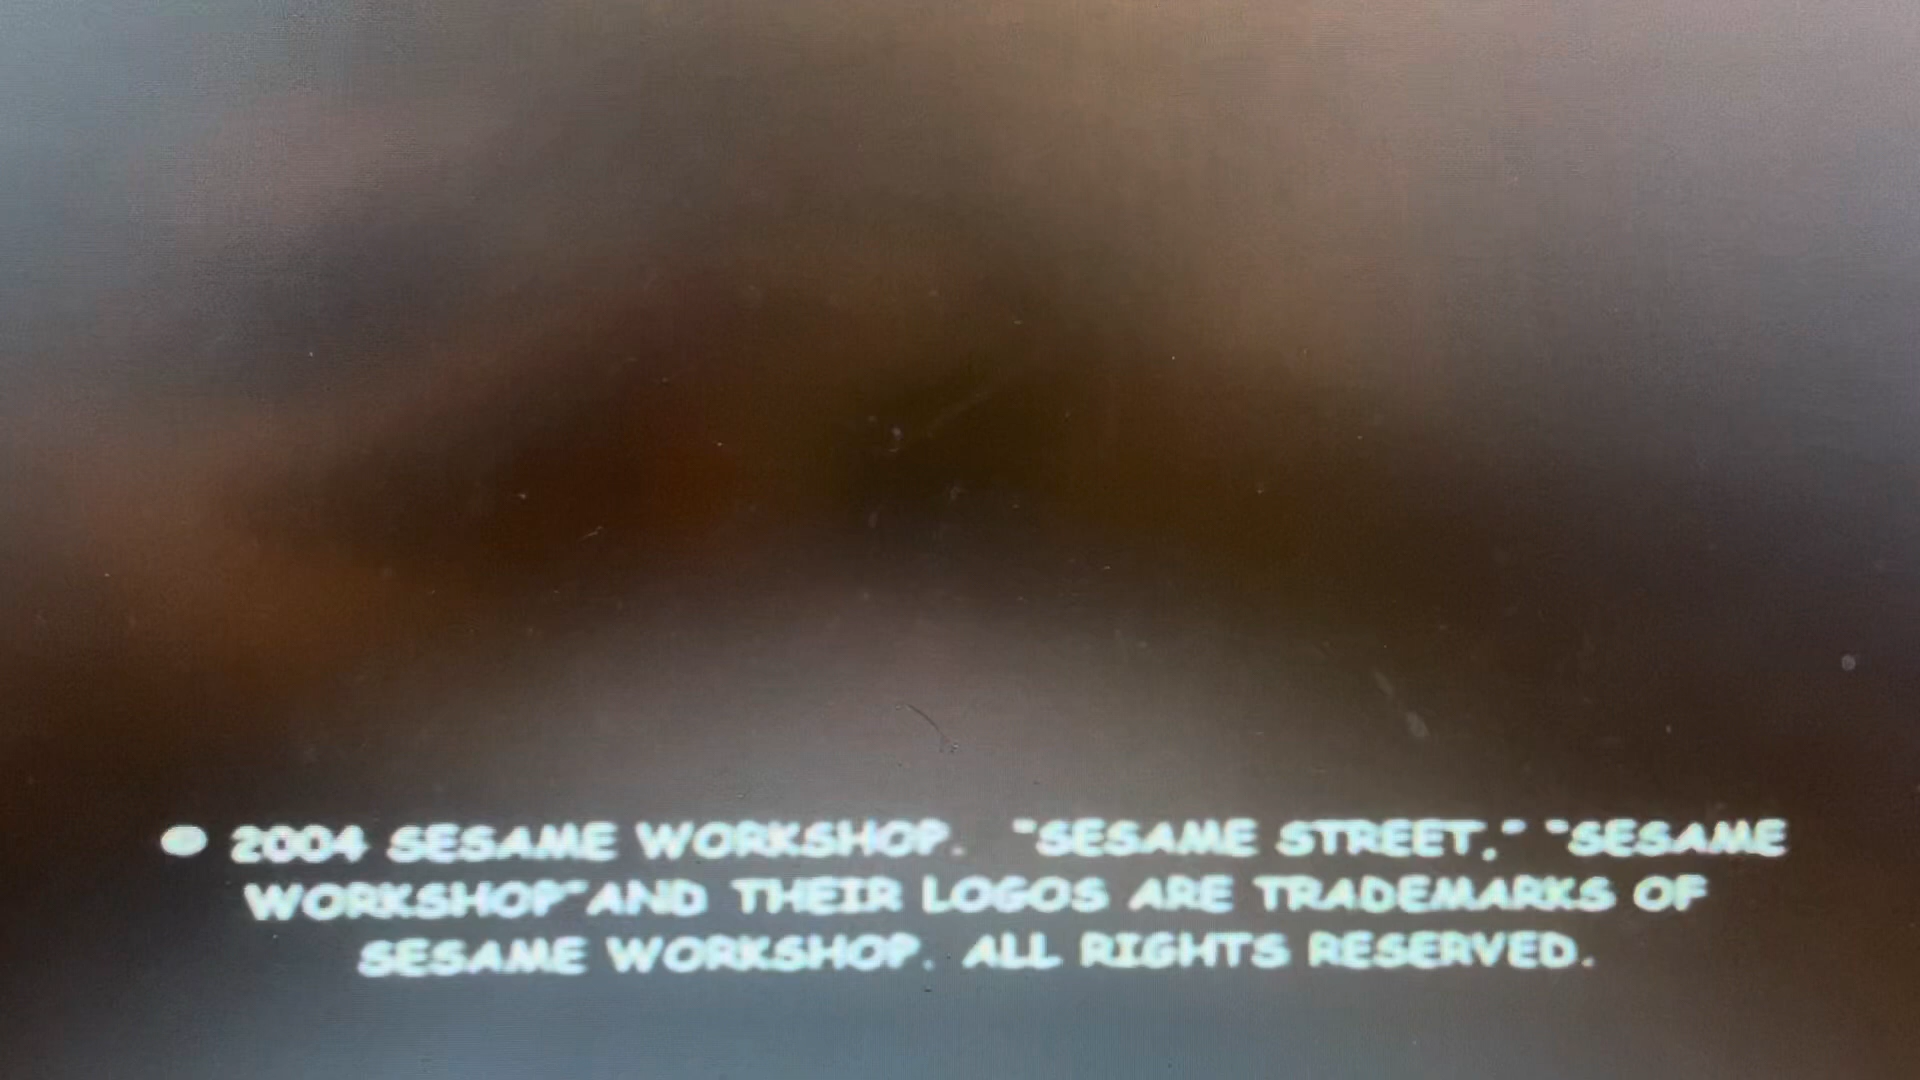 © 2004 SESAME WORKSHOP. "SESAME STREET," "SESAME
WORKSHOP" AND THEIR LOGOS ARE TRADEMARKS OF
SESAME WORKSHOP. ALL RIGHTS RESERVED.